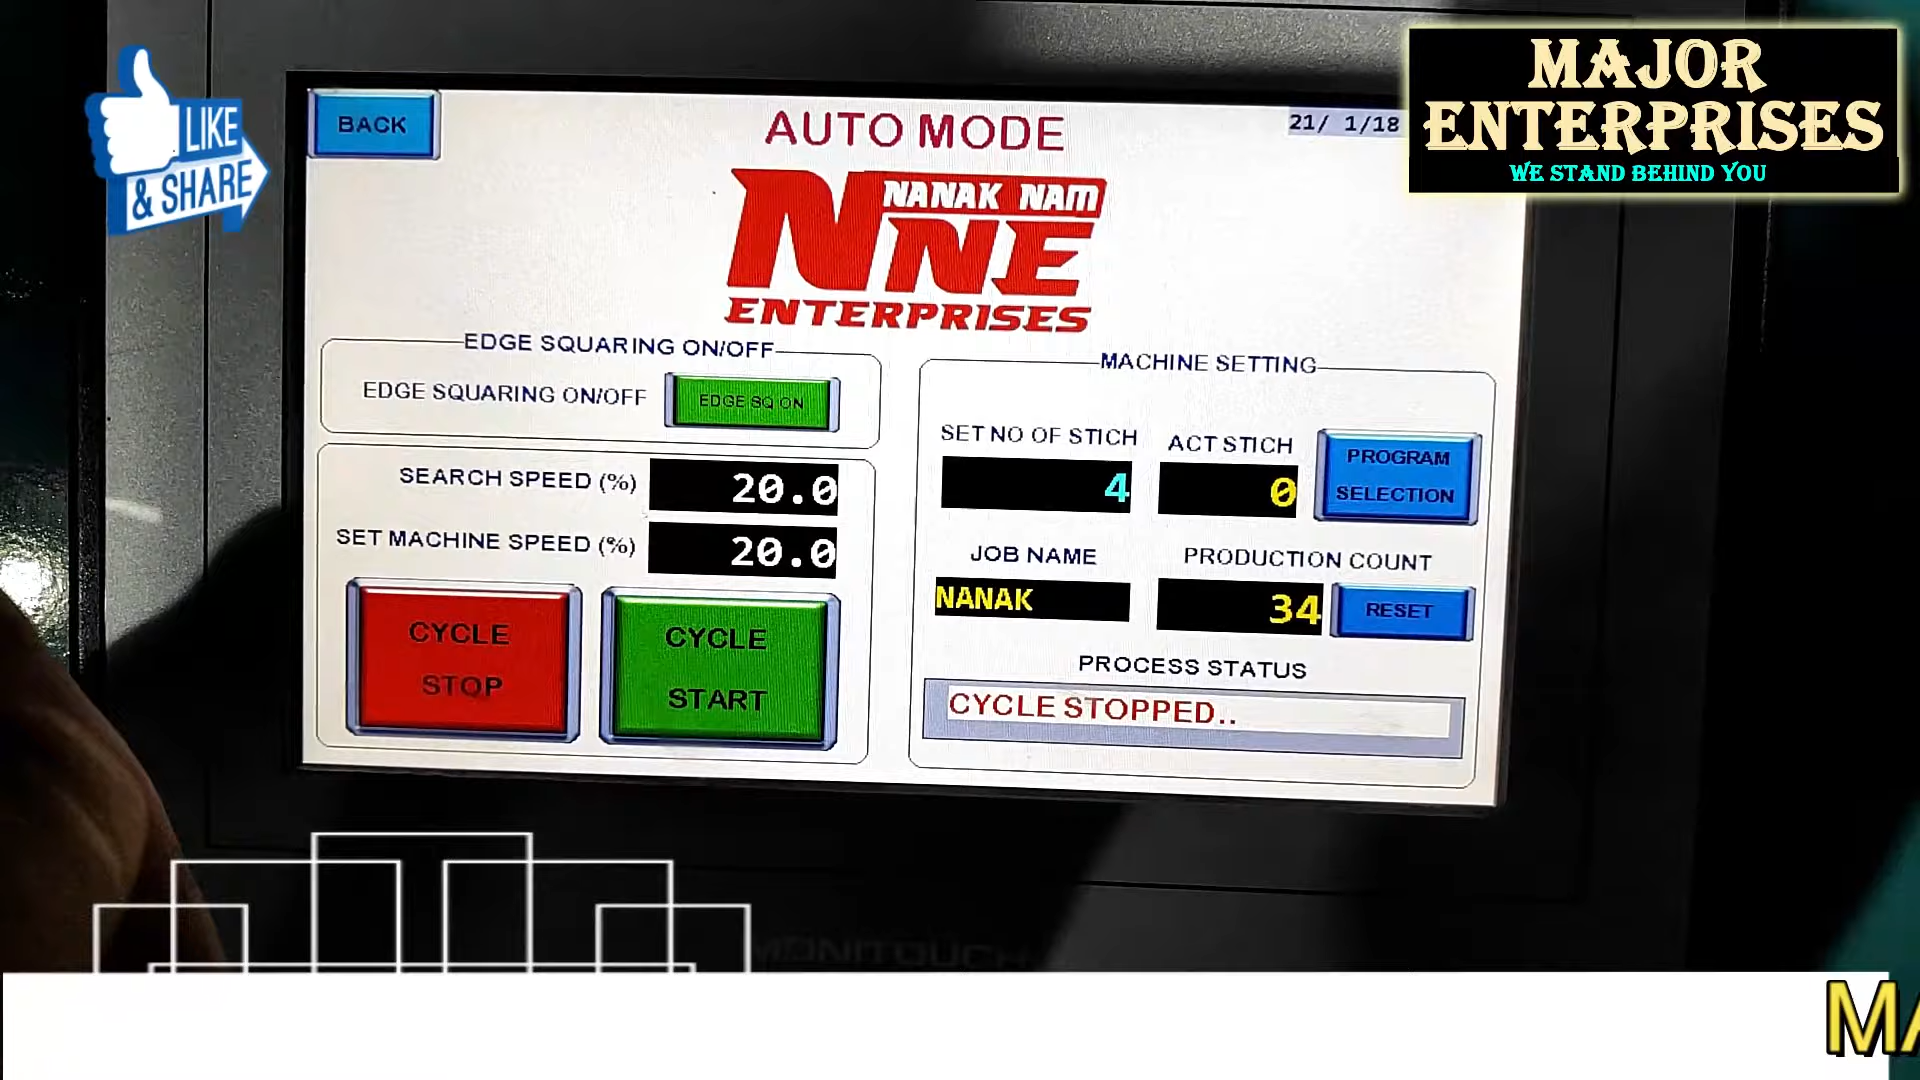 LIKE
& SHARE
MAJOR
ENTERPRISES
WE STAND BEHIND YOU
BACK
AUTO MODE
21/ 1/18
NANAK NAM
NNE
ENTERPRISES
EDGE SQUARING ON/OFF
EDGE SQUARING ON/OFF
EDGE SQ ON
SEARCH SPEED (%)
20.0
SET MACHINE SPEED (%)
20.0
CYCLE
STOP
CYCLE
START
MACHINE SETTING
SET NO OF STICH
ACT STICH
4
0
PROGRAM
SELECTION
JOB NAME
PRODUCTION COUNT
NANAK
34
RESET
PROCESS STATUS
CYCLE STOPPED..
MONITOUCH
MA